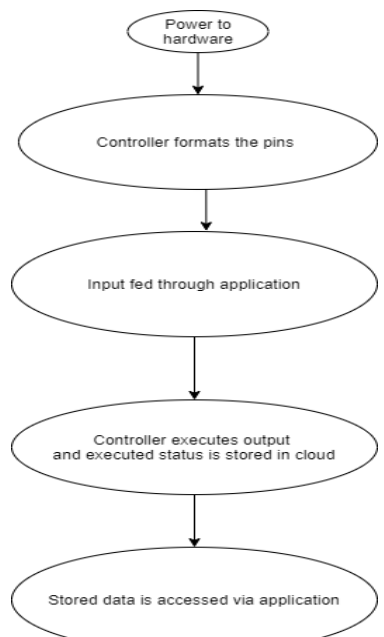 Power to
hardware
Controller formats the pins
Input fed through application
Controller executes output
and executed status is stored in cloud
Stored data is accessed via application